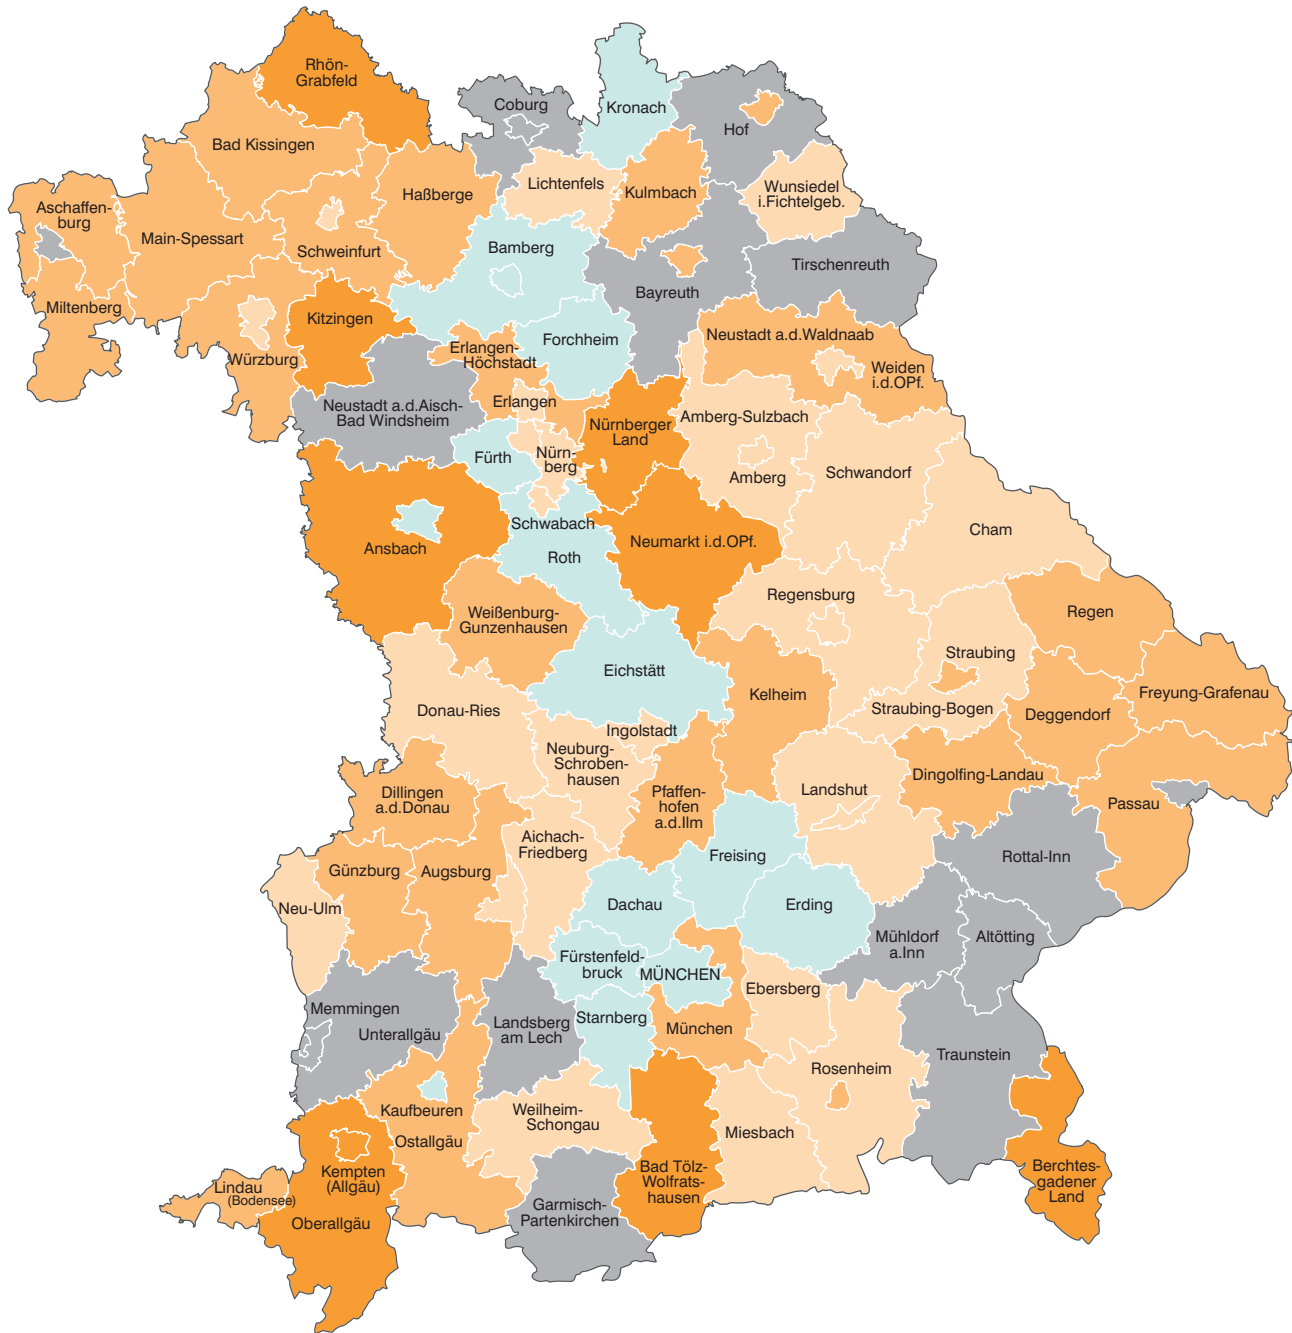 Rhön-
Grabfeld
Coburg
Kronach
Hof
Bad Kissingen
Lichtenfels
Kulmbach
Wunsiedel
i.Fichtelgeb.
Haßberge
Aschaffen-
burg
Main-Spessart
Schweinfurt
Bamberg
Tirschenreuth
Bayreuth
Miltenberg
Kitzingen
Forchheim
Neustadt a.d.Waldnaab
Würzburg
Erlangen-
Höchstadt
Weiden
i.d.OPf.
Erlangen
Neustadt a.d.Aisch-
Bad Windsheim
Nürnberger
Land
Amberg-Sulzbach
Fürth
Nürn-
berg
Amberg
Schwandorf
Schwabach
Cham
Ansbach
Roth
Neumarkt i.d.OPf.
Regensburg
Weißenburg-
Gunzenhausen
Regen
Straubing
Eichstätt
Kelheim
Freyung-Grafenau
Donau-Ries
Straubing-Bogen
Deggendorf
Ingolstadt
Neuburg-
Schroben-
hausen
Dingolfing-Landau
Dillingen
a.d.Donau
Pfaffen-
hofen
a.d.Ilm
Landshut
Passau
Aichach-
Friedberg
Freising
Rottal-Inn
Günzburg
Augsburg
Neu-Ulm
Dachau
Erding
Mühldorf
a.Inn
Altötting
Fürstenfeld-
bruck
MÜNCHEN
Ebersberg
Memmingen
Unterallgäu
Landsberg
am Lech
Starnberg
München
Traunstein
Rosenheim
Kaufbeuren
Ostallgäu
Weilheim-
Schongau
Miesbach
Kempten
(Allgäu)
Bad Tölz-
Wolfrats-
hausen
Berchtes-
gadener
Land
Lindau
(Bodensee)
Oberallgäu
Garmisch-
Partenkirchen